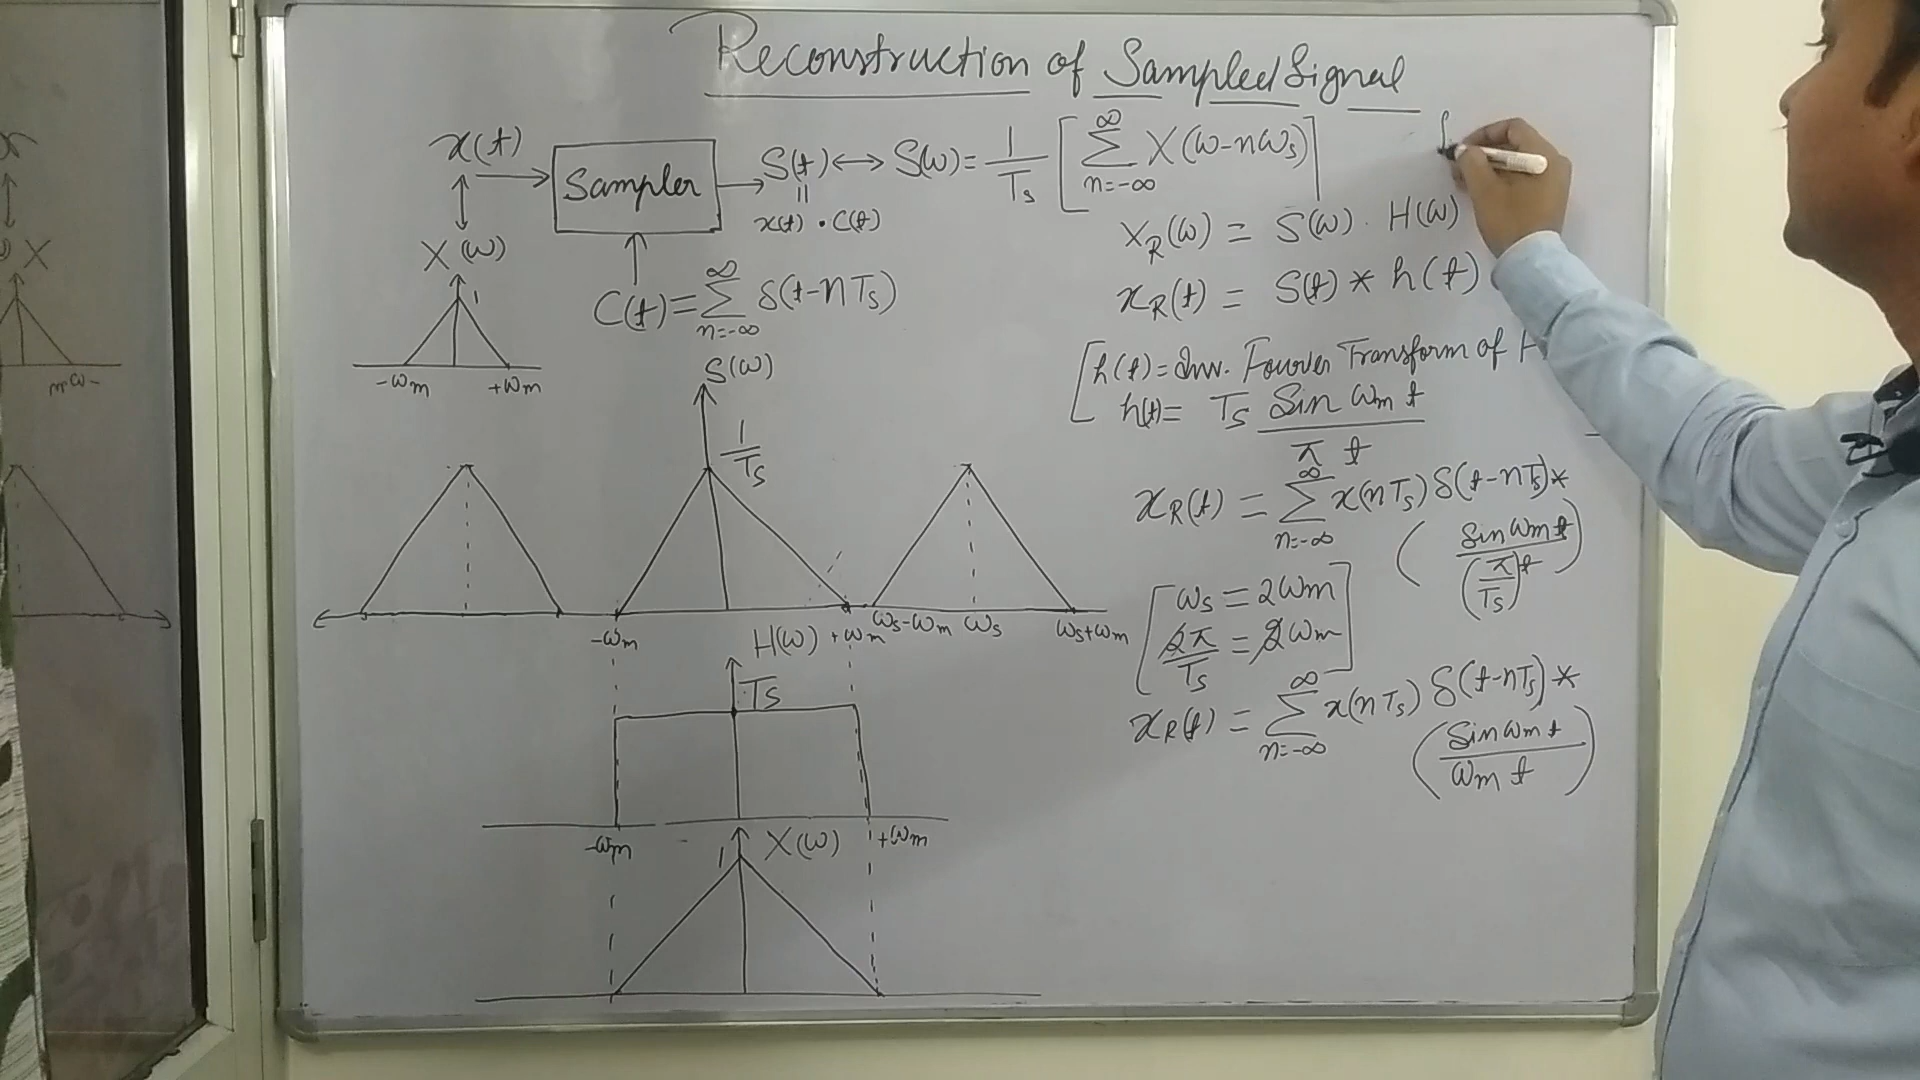 Reconstruction of Sampled Signal
x(t) → Sampler → S(t) ↔ S(ω) = 1/Ts [ ∑ n=-∞ ∞ X(ω-nωs) ]
||
x(t) · C(t)
X(ω)
1
-ωm +ωm
C(t) = ∑ n=-∞ ∞ δ(t-nTs)
S(ω)
1/Ts
-ωm +ωm ωs-ωm ωs ωs+ωm
H(ω)
Ts
-ωm +ωm
X(ω)
1
XR(ω) = S(ω) · H(ω)
xR(t) = S(t) * h(t)
[ h(t) = Inv. Fourier Transform of H
h(t) = Ts Sin ωm t / π t
xR(t) = ∑ n=-∞ ∞ x(nTs) δ(t-nTs) *
( Sin ωm t / (π/Ts) t )
[ ωs = 2ωm
2π/Ts = 2ωm ]
xR(t) = ∑ n=-∞ ∞ x(nTs) δ(t-nTs) *
( Sin ωm t / ωm t )